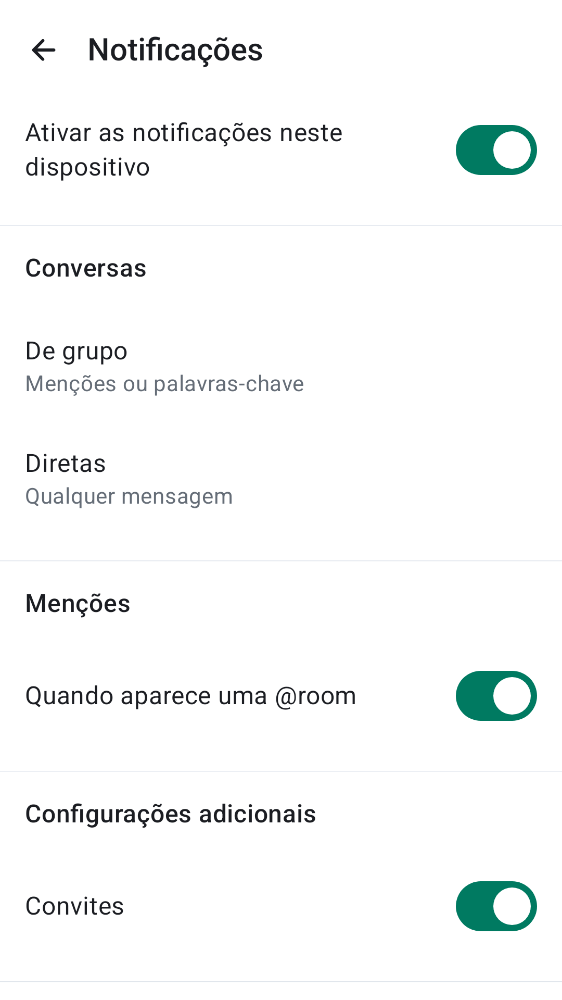 Notificações
Ativar as notificações neste
dispositivo
Conversas
De grupo
Menções ou palavras-chave
Diretas
Qualquer mensagem
Menções
Quando aparece uma @room
Configurações adicionais
Convites